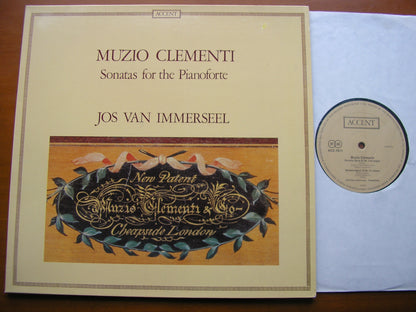 ACCENT
MUZIO CLEMENTI
Sonatas for the Pianoforte
JOS VAN IMMERSEEL
New Patent
Muzio Clementi & Co
Cheapside London
ACCENT
Muzio Clementi